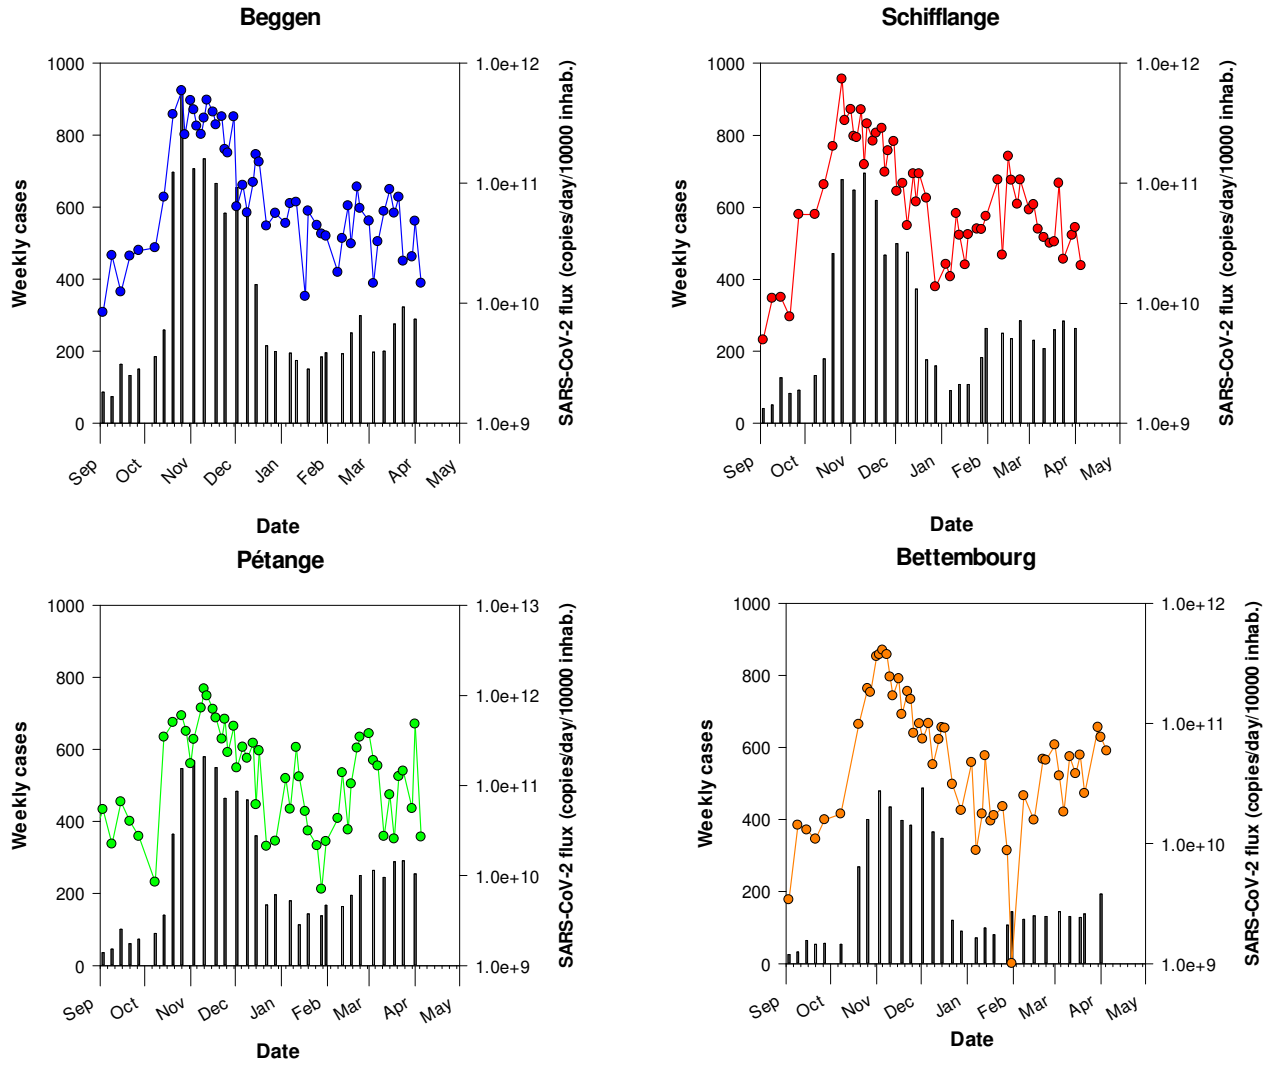 Beggen
1000
800
600
400
200
0
Weekly cases
1.0e+12
1.0e+11
1.0e+10
1.0e+9
SARS-CoV-2 flux (copies/day/10000 inhab.)
Sep Oct Nov Dec Jan Feb Mar Apr May
Date
Schifflange
1000
800
600
400
200
0
Weekly cases
1.0e+12
1.0e+11
1.0e+10
1.0e+9
SARS-CoV-2 flux (copies/day/10000 inhab.)
Sep Oct Nov Dec Jan Feb Mar Apr May
Date
Pétange
1000
800
600
400
200
0
Weekly cases
1.0e+13
1.0e+12
1.0e+11
1.0e+10
1.0e+9
SARS-CoV-2 flux (copies/day/10000 inhab.)
Sep Oct Nov Dec Jan Feb Mar Apr May
Date
Bettembourg
1000
800
600
400
200
0
Weekly cases
1.0e+12
1.0e+11
1.0e+10
1.0e+9
SARS-CoV-2 flux (copies/day/10000 inhab.)
Sep Oct Nov Dec Jan Feb Mar Apr May
Date